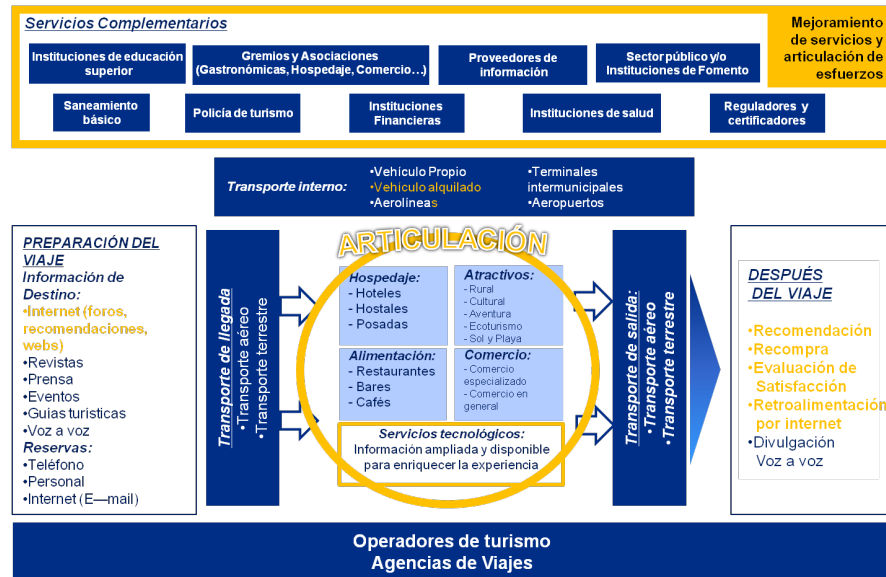 Servicios Complementarios
Mejoramiento
de servicios y
articulación de
esfuerzos
Instituciones de educación
superior
Gremios y Asociaciones
(Gastronómicas, Hospedaje, Comercio…)
Proveedores de
información
Sector público y/o
Instituciones de Fomento
Saneamiento
básico
Policía de turismo
Instituciones
Financieras
Instituciones de salud
Reguladores y
certificadores
Transporte interno:
•Vehículo Propio
•Vehículo alquilado
•Aerolíneas
•Terminales
intermunicipales
•Aeropuertos
PREPARACIÓN DEL
VIAJE
Información de
Destino:
•Internet (foros,
recomendaciones,
webs)
•Revistas
•Prensa
•Eventos
•Guías turísticas
•Voz a voz
Reservas:
•Teléfono
•Personal
•Internet (E—mail)
Transporte de llegada
•Transporte aéreo
•Transporte terrestre
ARTICULACIÓN
Hospedaje:
- Hoteles
- Hostales
- Posadas
Atractivos:
- Rural
- Cultural
- Aventura
- Ecoturismo
- Sol y Playa
Alimentación:
- Restaurantes
- Bares
- Cafés
Comercio:
- Comercio
especializado
- Comercio en
general
Servicios tecnológicos:
Información ampliada y disponible
para enriquecer la experiencia
Transporte de salida:
•Transporte aéreo
•Transporte terrestre
DESPUÉS
DEL VIAJE
•Recomendación
•Recompra
•Evaluación de
Satisfacción
•Retroalimentación
por internet
•Divulgación
Voz a voz
Operadores de turismo
Agencias de Viajes